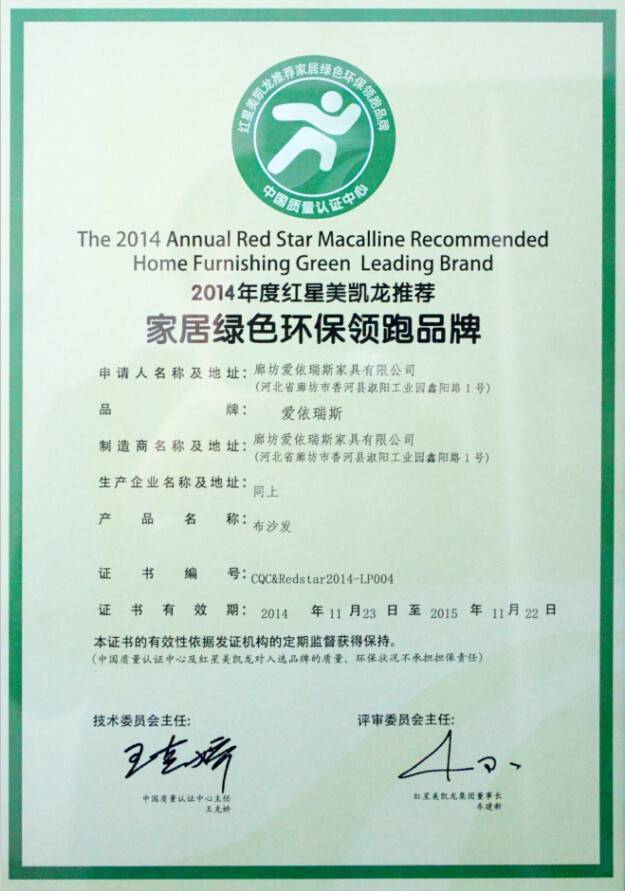 红星美凯龙推荐家居绿色环保领跑品牌
中国质量认证中心
The 2014 Annual Red Star Macalline Recommended
Home Furnishing Green Leading Brand
2014年度红星美凯龙推荐
家居绿色环保领跑品牌
申请人名称及地址：廊坊爱依瑞斯家具有限公司
(河北省廊坊市香河县淑阳工业园鑫阳路1号)
品牌：爱依瑞斯
制造商名称及地址：廊坊爱依瑞斯家具有限公司
(河北省廊坊市香河县淑阳工业园鑫阳路1号)
生产企业名称及地址：同上
产品名称：布沙发
证书编号：CQC&Redstar2014-LP004
证书有效期：2014 年 11 月 23 日 至 2015 年 11 月 22 日
本证书的有效性依据发证机构的定期监督获得保持。
(中国质量认证中心及红星美凯龙对入选品牌的质量、环保状况不承担担保责任)
技术委员会主任：
评审委员会主任：
王克娇
中国质量认证中心主任
王克娇
红星美凯龙集团董事长
车建新